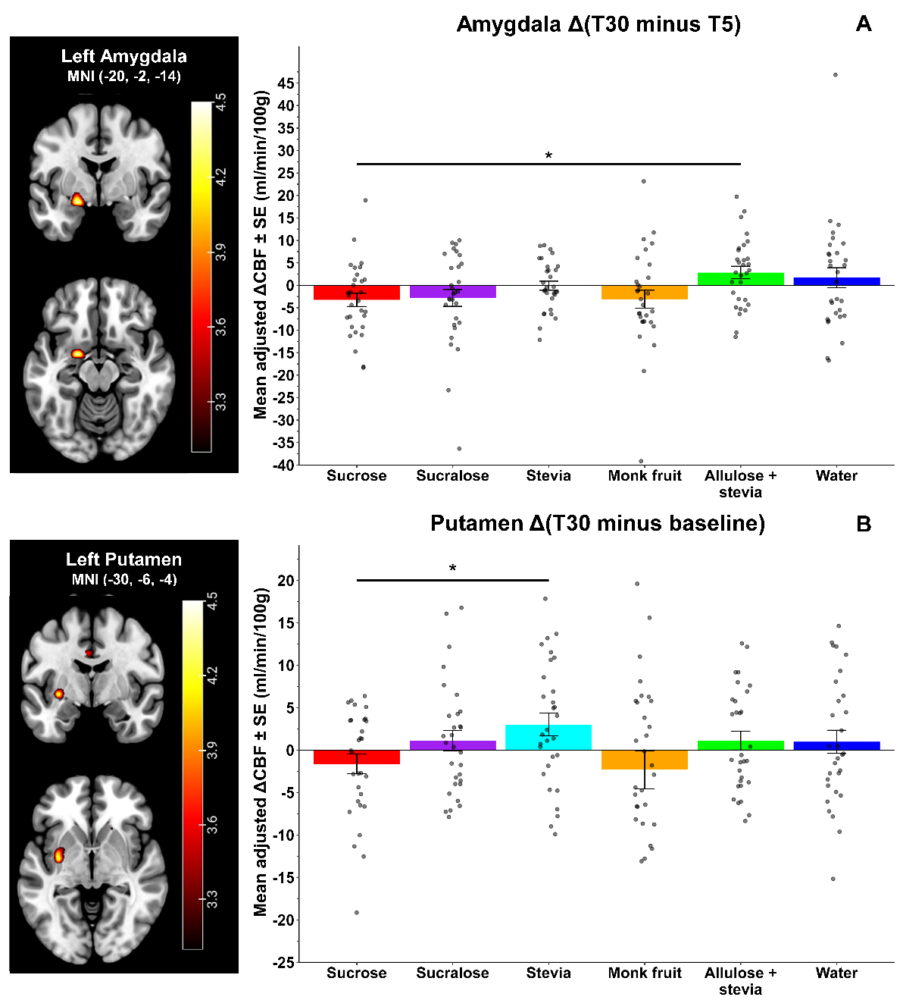 Amygdala Δ(T30 minus T5)
A
Left Amygdala
MNI (-20, -2, -14)
4.5
4.2
3.9
3.6
3.3
Mean adjusted ΔCBF ± SE (ml/min/100g)
45
40
35
30
25
20
15
10
5
0
-5
-10
-15
-20
-25
-30
-35
-40
*
Sucrose
Sucralose
Stevia
Monk fruit
Allulose +
stevia
Water
Putamen Δ(T30 minus baseline)
B
Left Putamen
MNI (-30, -6, -4)
4.5
4.2
3.9
3.6
3.3
Mean adjusted ΔCBF ± SE (ml/min/100g)
20
15
10
5
0
-5
-10
-15
-20
-25
*
Sucrose
Sucralose
Stevia
Monk fruit
Allulose +
stevia
Water